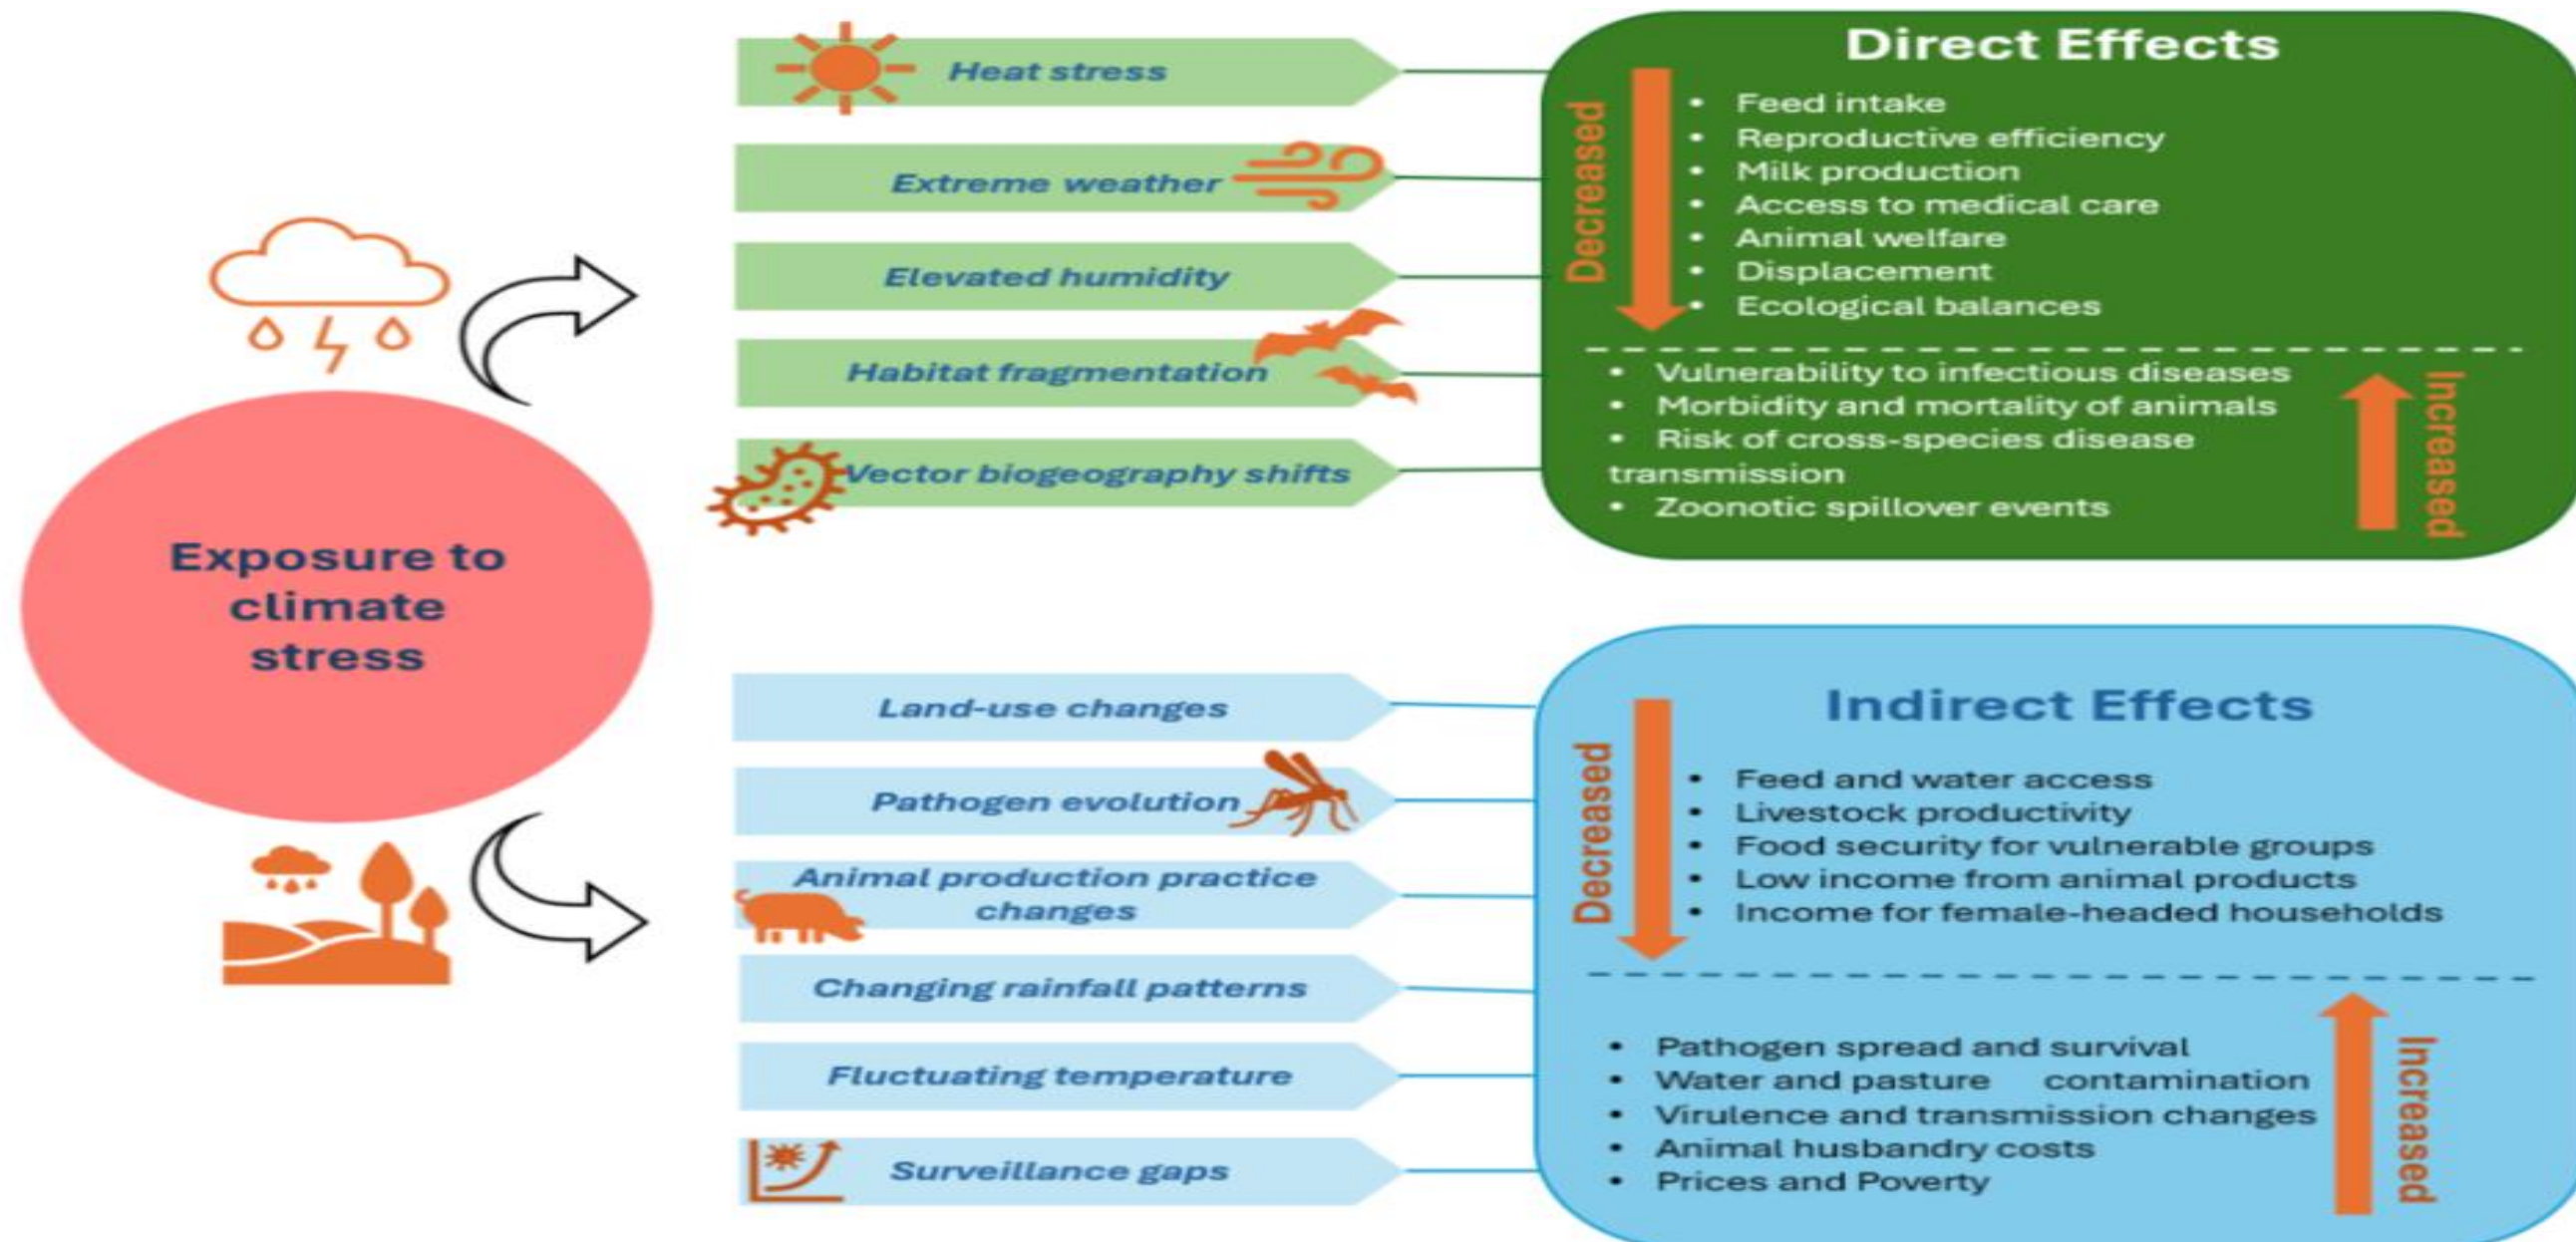 Exposure to
climate
stress
Heat stress
Extreme weather
Elevated humidity
Habitat fragmentation
Vector biogeography shifts
Direct Effects
Decreased
• Feed intake
• Reproductive efficiency
• Milk production
• Access to medical care
• Animal welfare
• Displacement
• Ecological balances
• Vulnerability to infectious diseases
• Morbidity and mortality of animals
• Risk of cross-species disease
transmission
• Zoonotic spillover events
Increased
Land-use changes
Pathogen evolution
Animal production practice
changes
Changing rainfall patterns
Fluctuating temperature
Surveillance gaps
Indirect Effects
Decreased
• Feed and water access
• Livestock productivity
• Food security for vulnerable groups
• Low income from animal products
• Income for female-headed households
• Pathogen spread and survival
• Water and pasture contamination
• Virulence and transmission changes
• Animal husbandry costs
• Prices and Poverty
Increased